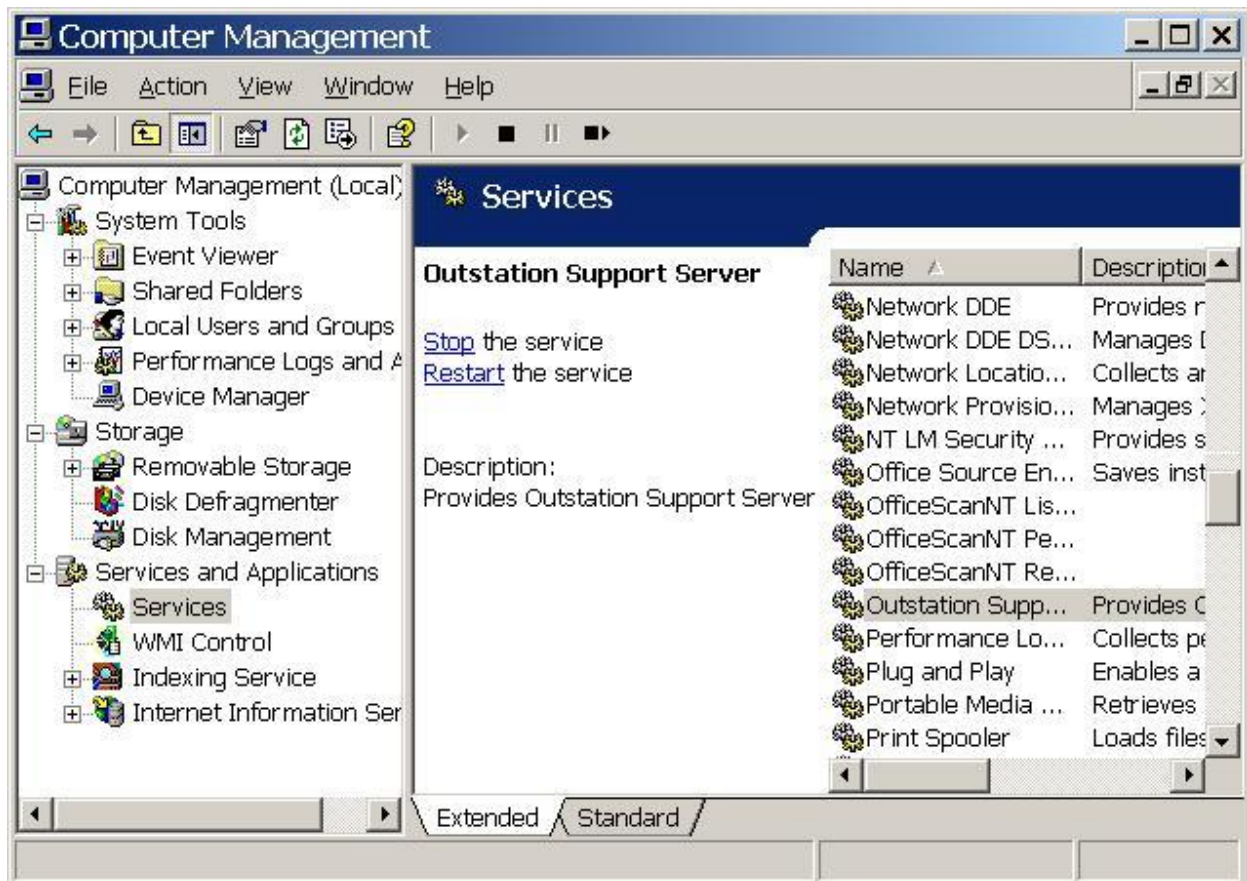 Computer Management
File Action View Window Help
Computer Management (Local)
System Tools
Event Viewer
Shared Folders
Local Users and Groups
Performance Logs and A
Device Manager
Storage
Removable Storage
Disk Defragmenter
Disk Management
Services and Applications
Services
WMI Control
Indexing Service
Internet Information Ser
Services
Outstation Support Server
Stop the service
Restart the service
Description:
Provides Outstation Support Server
Name Description
Network DDE Provides r
Network DDE DS... Manages D
Network Locatio... Collects an
Network Provisio... Manages X
NT LM Security ... Provides s
Office Source En... Saves inst
OfficeScanNT Lis...
OfficeScanNT Pe...
OfficeScanNT Re...
Outstation Supp... Provides O
Performance Lo... Collects pe
Plug and Play Enables a
Portable Media ... Retrieves
Print Spooler Loads files
Extended Standard